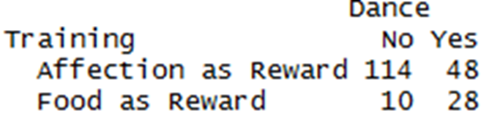 Dance
Training No Yes
Affection as Reward 114 48
Food as Reward 10 28